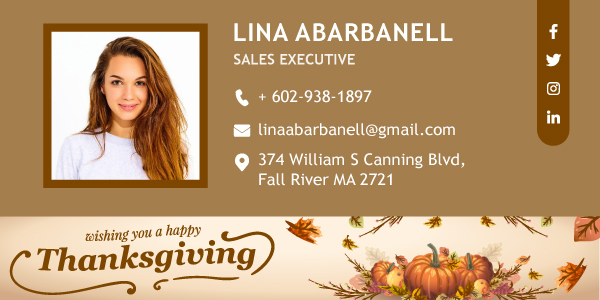 LINA ABARBANELL
SALES EXECUTIVE
+ 602-938-1897
linaabarbanell@gmail.com
374 William S Canning Blvd,
Fall River MA 2721
wishing you a happy
Thanksgiving